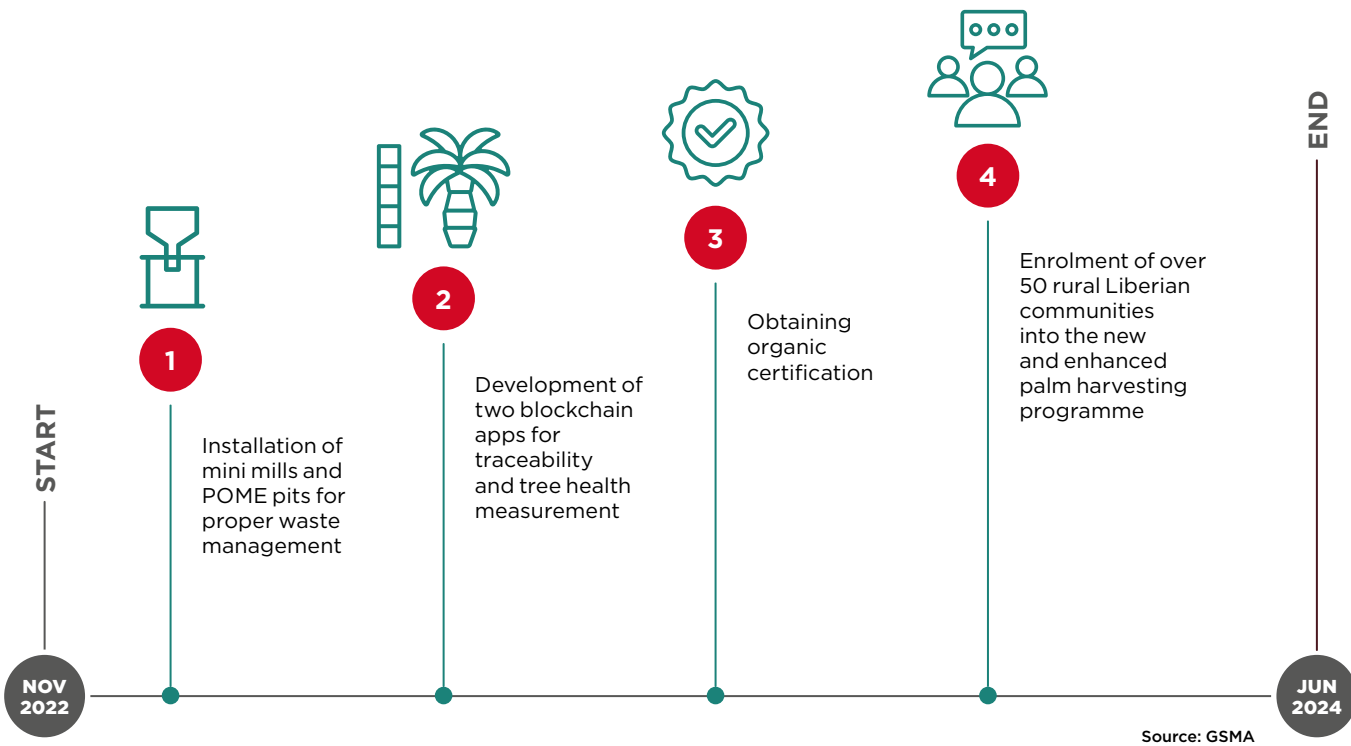 START
1
Installation of
mini mills and
POME pits for
proper waste
management
2
Development of
two blockchain
apps for
traceability
and tree health
measurement
3
Obtaining
organic
certification
4
Enrolment of over
50 rural Liberian
communities
into the new
and enhanced
palm harvesting
programme
END
NOV
2022
JUN
2024
Source: GSMA